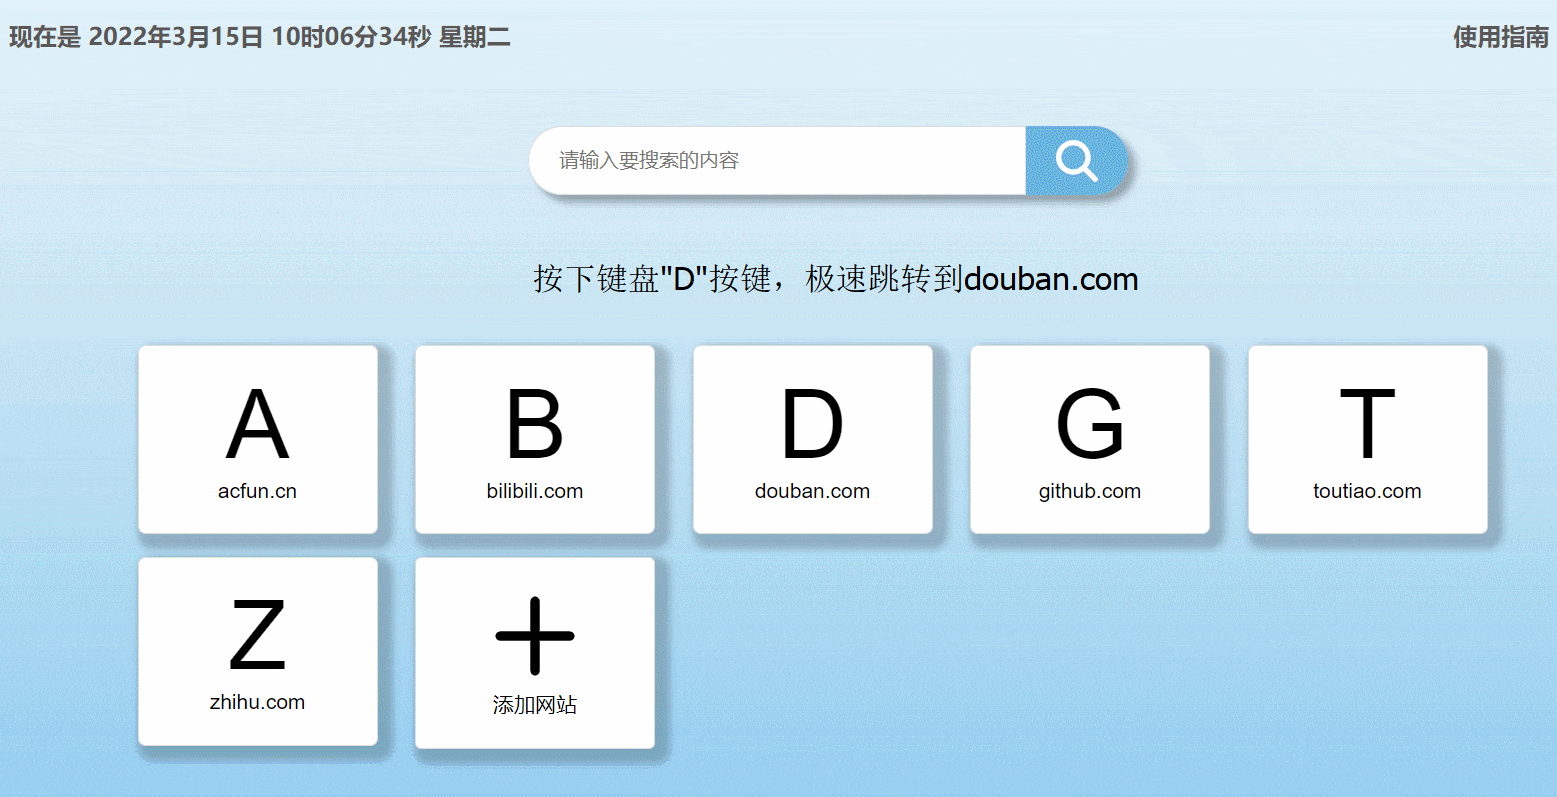 现在是 2022年3月15日 10时06分34秒 星期二
使用指南
请输入要搜索的内容
按下键盘"D"按键，极速跳转到douban.com
A
acfun.cn
B
bilibili.com
D
douban.com
G
github.com
T
toutiao.com
Z
zhihu.com
添加网站